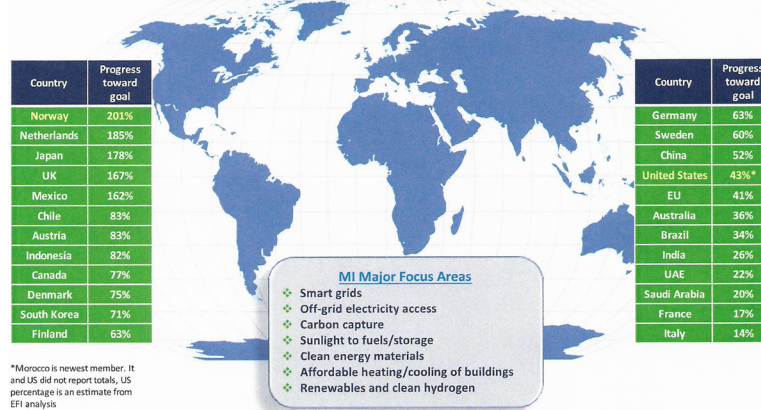 Country Progress toward goal
Norway 201%
Netherlands 185%
Japan 178%
UK 167%
Mexico 162%
Chile 83%
Austria 83%
Indonesia 82%
Canada 77%
Denmark 75%
South Korea 71%
Finland 63%
*Morocco is newest member. It
and US did not report totals, US
percentage is an estimate from
EFI analysis
MI Major Focus Areas
Smart grids
Off-grid electricity access
Carbon capture
Sunlight to fuels/storage
Clean energy materials
Affordable heating/cooling of buildings
Renewables and clean hydrogen
Country Progress toward goal
Germany 63%
Sweden 60%
China 52%
United States 43%*
EU 41%
Australia 36%
Brazil 34%
India 26%
UAE 22%
Saudi Arabia 20%
France 17%
Italy 14%